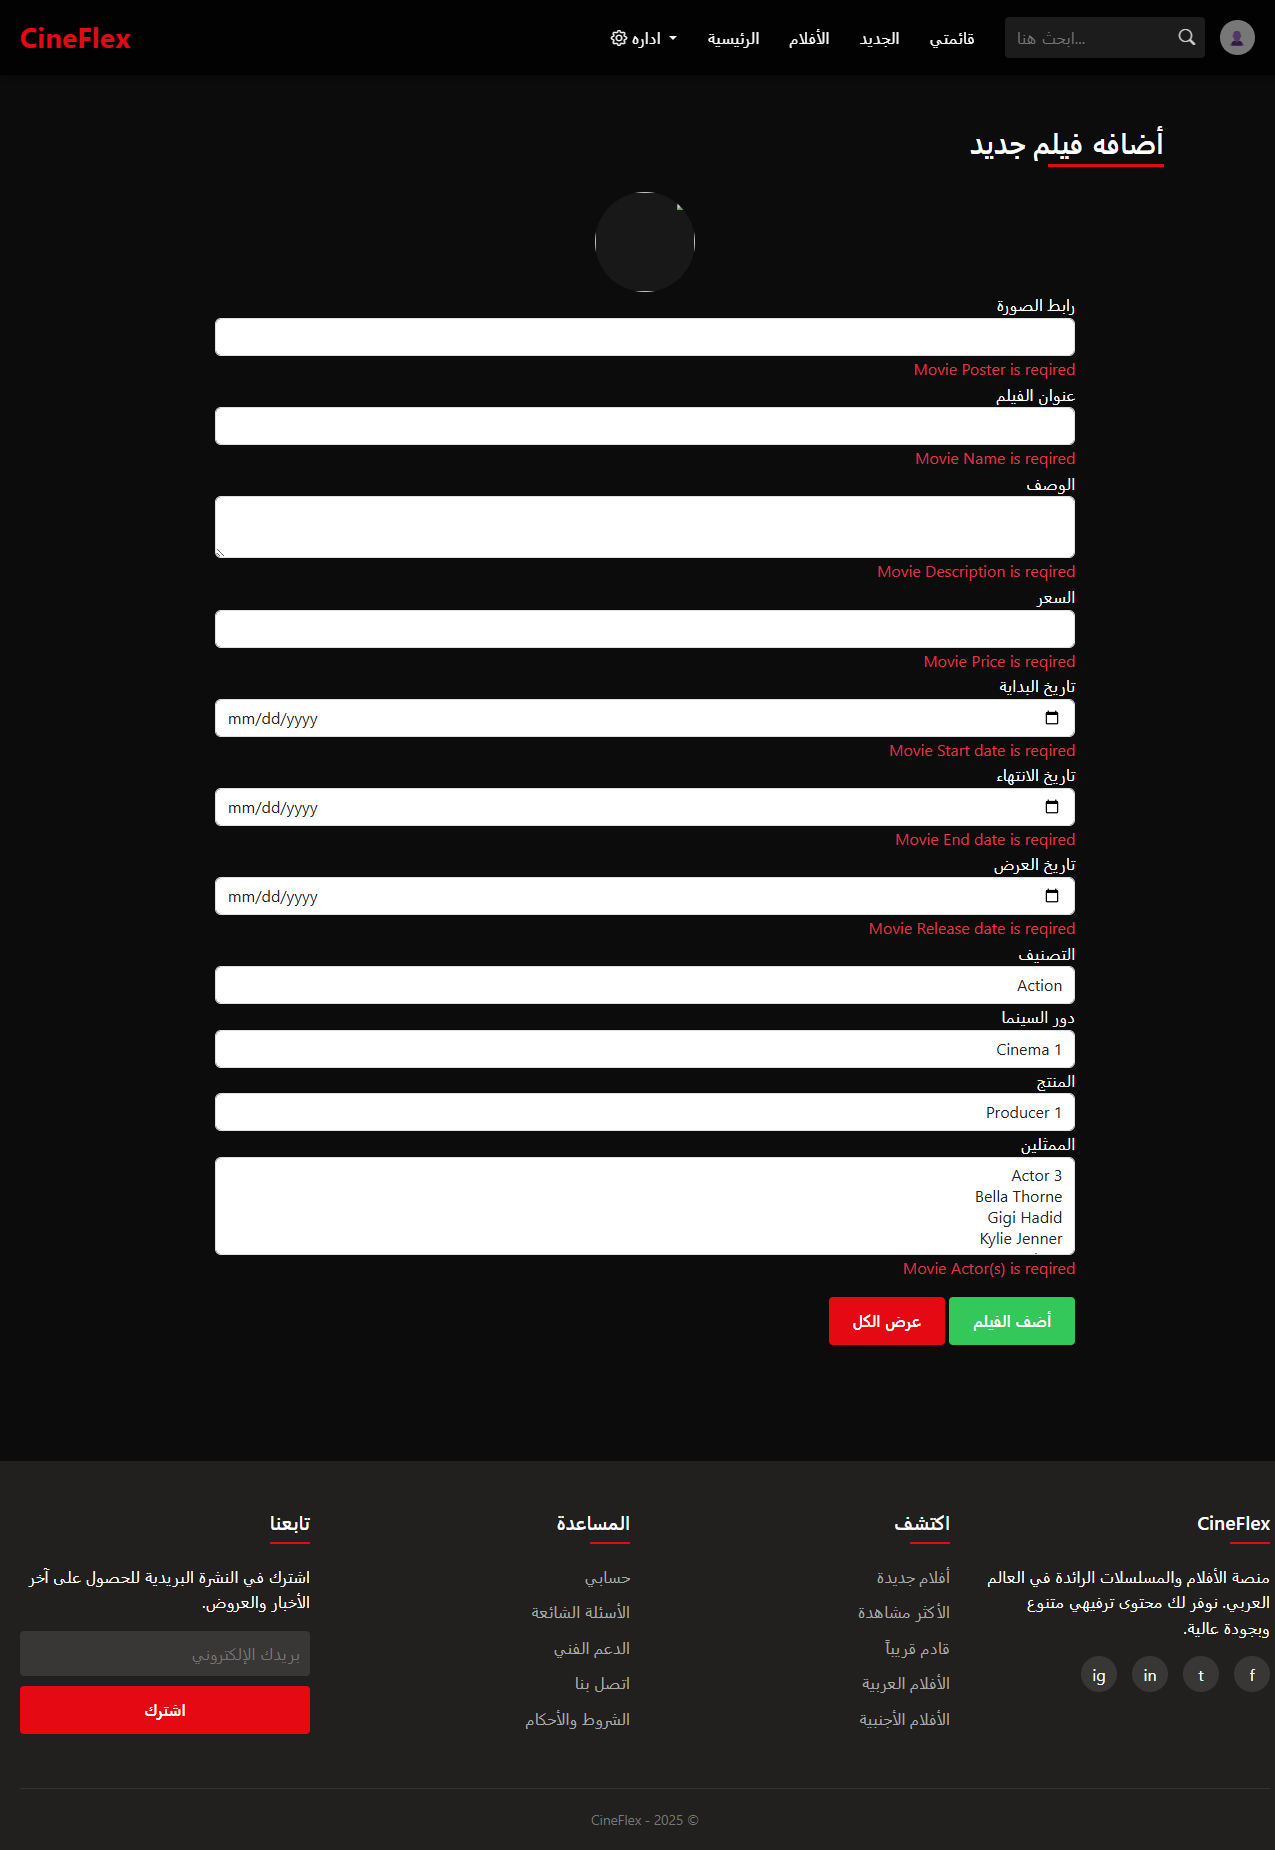 CineFlex
اداره
الرئيسية
الأفلام
الجديد
قائمتي
ابحث هنا...
أضافه فيلم جديد
رابط الصورة
Movie Poster is reqired
عنوان الفيلم
Movie Name is reqired
الوصف
Movie Description is reqired
السعر
Movie Price is reqired
تاريخ البداية
mm/dd/yyyy
Movie Start date is reqired
تاريخ الانتهاء
mm/dd/yyyy
Movie End date is reqired
تاريخ العرض
mm/dd/yyyy
Movie Release date is reqired
التصنيف
Action
دور السينما
Cinema 1
المنتج
Producer 1
الممثلين
Actor 3
Bella Thorne
Gigi Hadid
Kylie Jenner
Movie Actor(s) is reqired
أضف الفيلم
عرض الكل
CineFlex
منصة الأفلام والمسلسلات الرائدة في العالم
العربي. نوفر لك محتوى ترفيهي متنوع
وبجودة عالية.
f
t
in
ig
اكتشف
أفلام جديدة
الأكثر مشاهدة
قادم قريباً
الأفلام العربية
الأفلام الأجنبية
المساعدة
حسابي
الأسئلة الشائعة
الدعم الفني
اتصل بنا
الشروط والأحكام
تابعنا
اشترك في النشرة البريدية للحصول على آخر
الأخبار والعروض.
بريدك الإلكتروني
اشترك
© 2025 - CineFlex